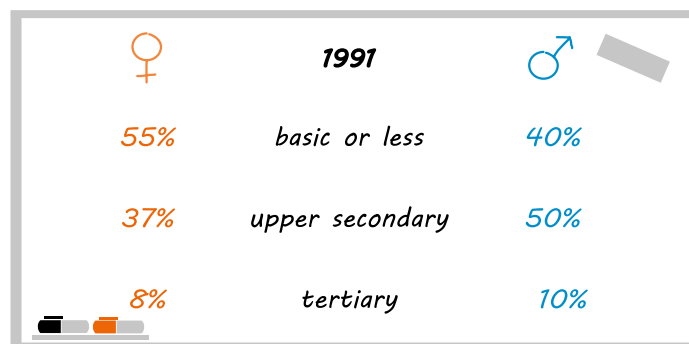 ♀ 1991 ♂
55% basic or less 40%
37% upper secondary 50%
8% tertiary 10%